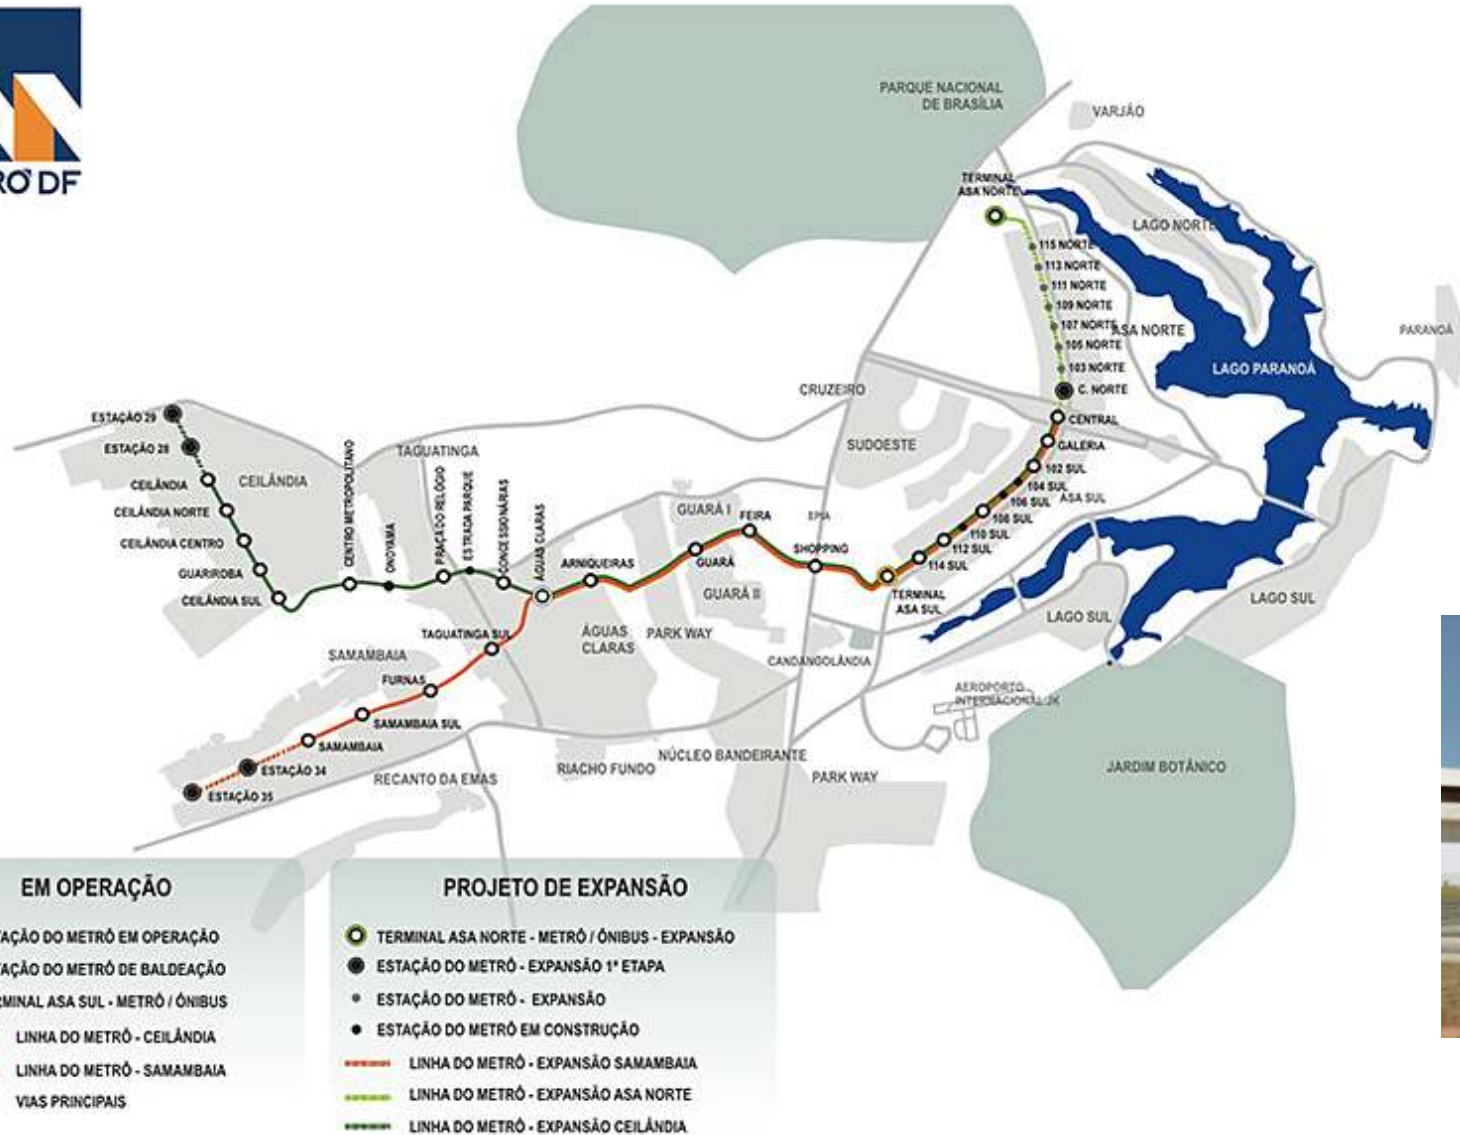 RÔ DF
PARQUE NACIONAL
DE BRASÍLIA
VARJÃO
TERMINAL
ASA NORTE
LAGO NORTE
115 NORTE
113 NORTE
111 NORTE
109 NORTE
107 NORTE
ASA NORTE
105 NORTE
103 NORTE
C. NORTE
PARANOÁ
LAGO PARANOÁ
CRUZEIRO
CENTRAL
SUDOESTE
GALERIA
102 SUL
104 SUL
106 SUL
ASA SUL
108 SUL
110 SUL
112 SUL
114 SUL
TERMINAL
ASA SUL
ESTAÇÃO 29
ESTAÇÃO 28
CEILÂNDIA
CEILÂNDIA
CEILÂNDIA NORTE
CEILÂNDIA CENTRO
GUARIROBA
CEILÂNDIA SUL
CENTRO METROPOLITANO
TAGUATINGA
ONOYAMA
PRAÇA DO RELÓGIO
ESTRADA PARQUE
CONCESSIONÁRIAS
ÁGUAS CLARAS
ARNIQUEIRAS
GUARÁ I
FEIRA
EPIA
SHOPPING
GUARÁ
GUARÁ II
TAGUATINGA SUL
ÁGUAS
CLARAS
PARK WAY
CANDANGOLÂNDIA
LAGO SUL
LAGO SUL
SAMAMBAIA
FURNAS
SAMAMBAIA SUL
SAMAMBAIA
ESTAÇÃO 34
ESTAÇÃO 35
AEROPORTO
INTERNACIONAL JK
RECANTO DA EMAS
RIACHO FUNDO
NÚCLEO BANDEIRANTE
PARK WAY
JARDIM BOTÂNICO
EM OPERAÇÃO
TAÇÃO DO METRÔ EM OPERAÇÃO
TAÇÃO DO METRÔ DE BALDEAÇÃO
RMINAL ASA SUL - METRÔ / ÔNIBUS
LINHA DO METRÔ - CEILÂNDIA
LINHA DO METRÔ - SAMAMBAIA
VIAS PRINCIPAIS
PROJETO DE EXPANSÃO
TERMINAL ASA NORTE - METRÔ / ÔNIBUS - EXPANSÃO
ESTAÇÃO DO METRÔ - EXPANSÃO 1ª ETAPA
ESTAÇÃO DO METRÔ - EXPANSÃO
ESTAÇÃO DO METRÔ EM CONSTRUÇÃO
LINHA DO METRÔ - EXPANSÃO SAMAMBAIA
LINHA DO METRÔ - EXPANSÃO ASA NORTE
LINHA DO METRÔ - EXPANSÃO CEILÂNDIA